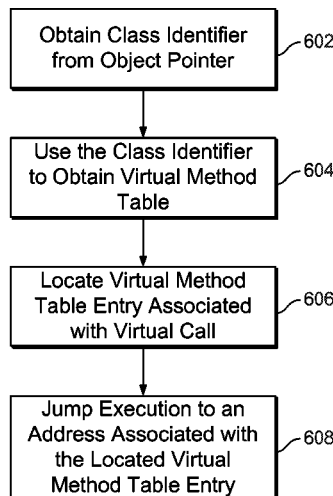 Obtain Class Identifier
from Object Pointer
602
Use the Class Identifier
to Obtain Virtual Method
Table
604
Locate Virtual Method
Table Entry Associated
with Virtual Call
606
Jump Execution to an
Address Associated with
the Located Virtual
Method Table Entry
608